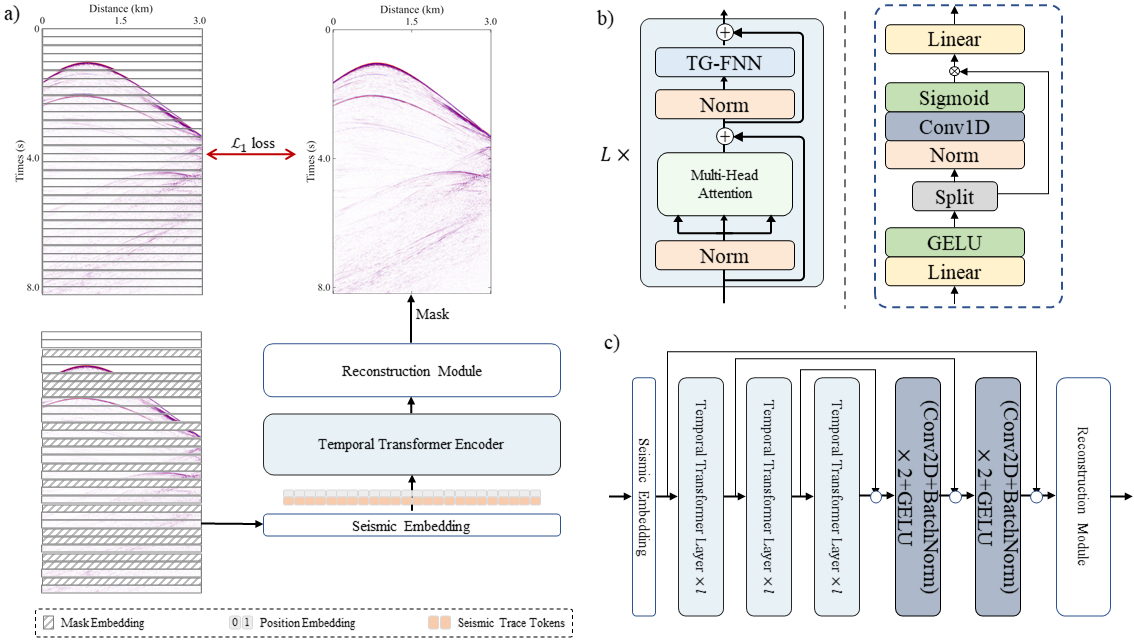 a)
Distance (km)
0 1.5 3.0
0
4.0
8.0
Times (s)
ℒ1 loss
Distance (km)
0 1.5 3.0
0
4.0
8.0
Times (s)
Mask
Reconstruction Module
Temporal Transformer Encoder
Seismic Embedding
Mask Embedding
0 1
Position Embedding
Seismic Trace Tokens
b)
L ×
TG-FNN
Norm
Multi-Head
Attention
Norm
Linear
Sigmoid
Conv1D
Norm
Split
GELU
Linear
c)
Seismic Embedding
Temporal Transformer Layer × l
Temporal Transformer Layer × l
Temporal Transformer Layer × l
(Conv2D+BatchNorm)
× 2+GELU
(Conv2D+BatchNorm)
× 2+GELU
Reconstruction Module